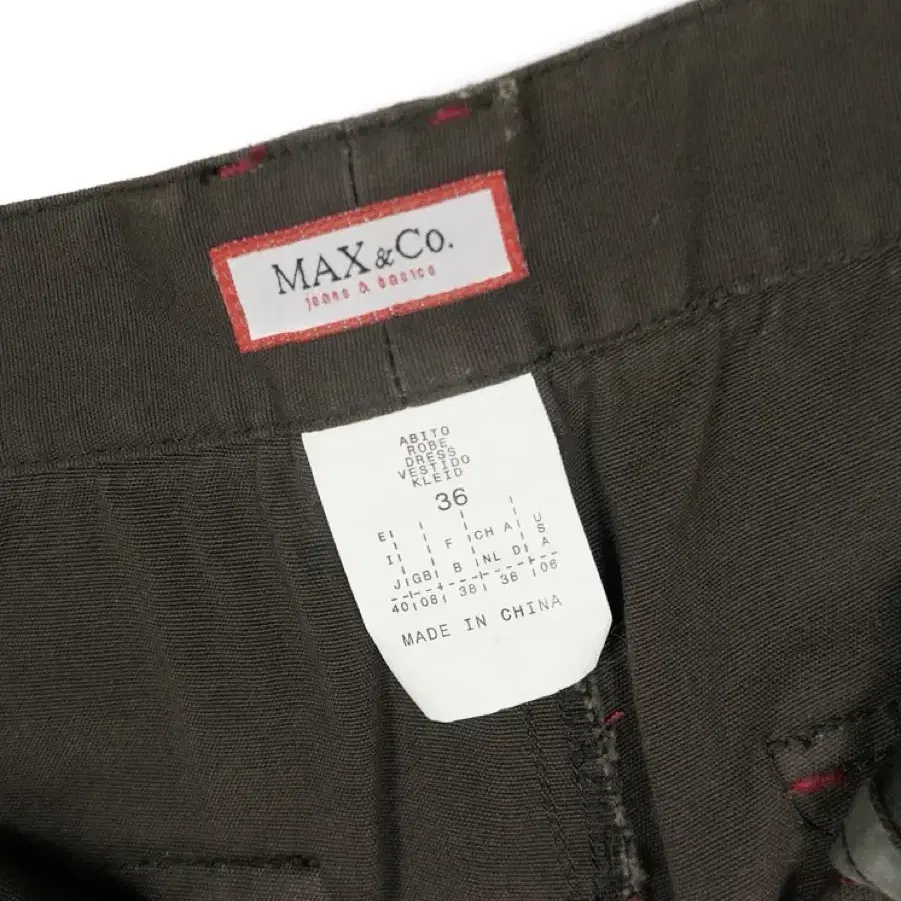 MAX&Co.
jeans & basics
ABITO
ROBE
DRESS
VESTIDO
KLEID
36
E I J GB F B CH NL A D USA
40 08 38 36 06
MADE IN CHINA